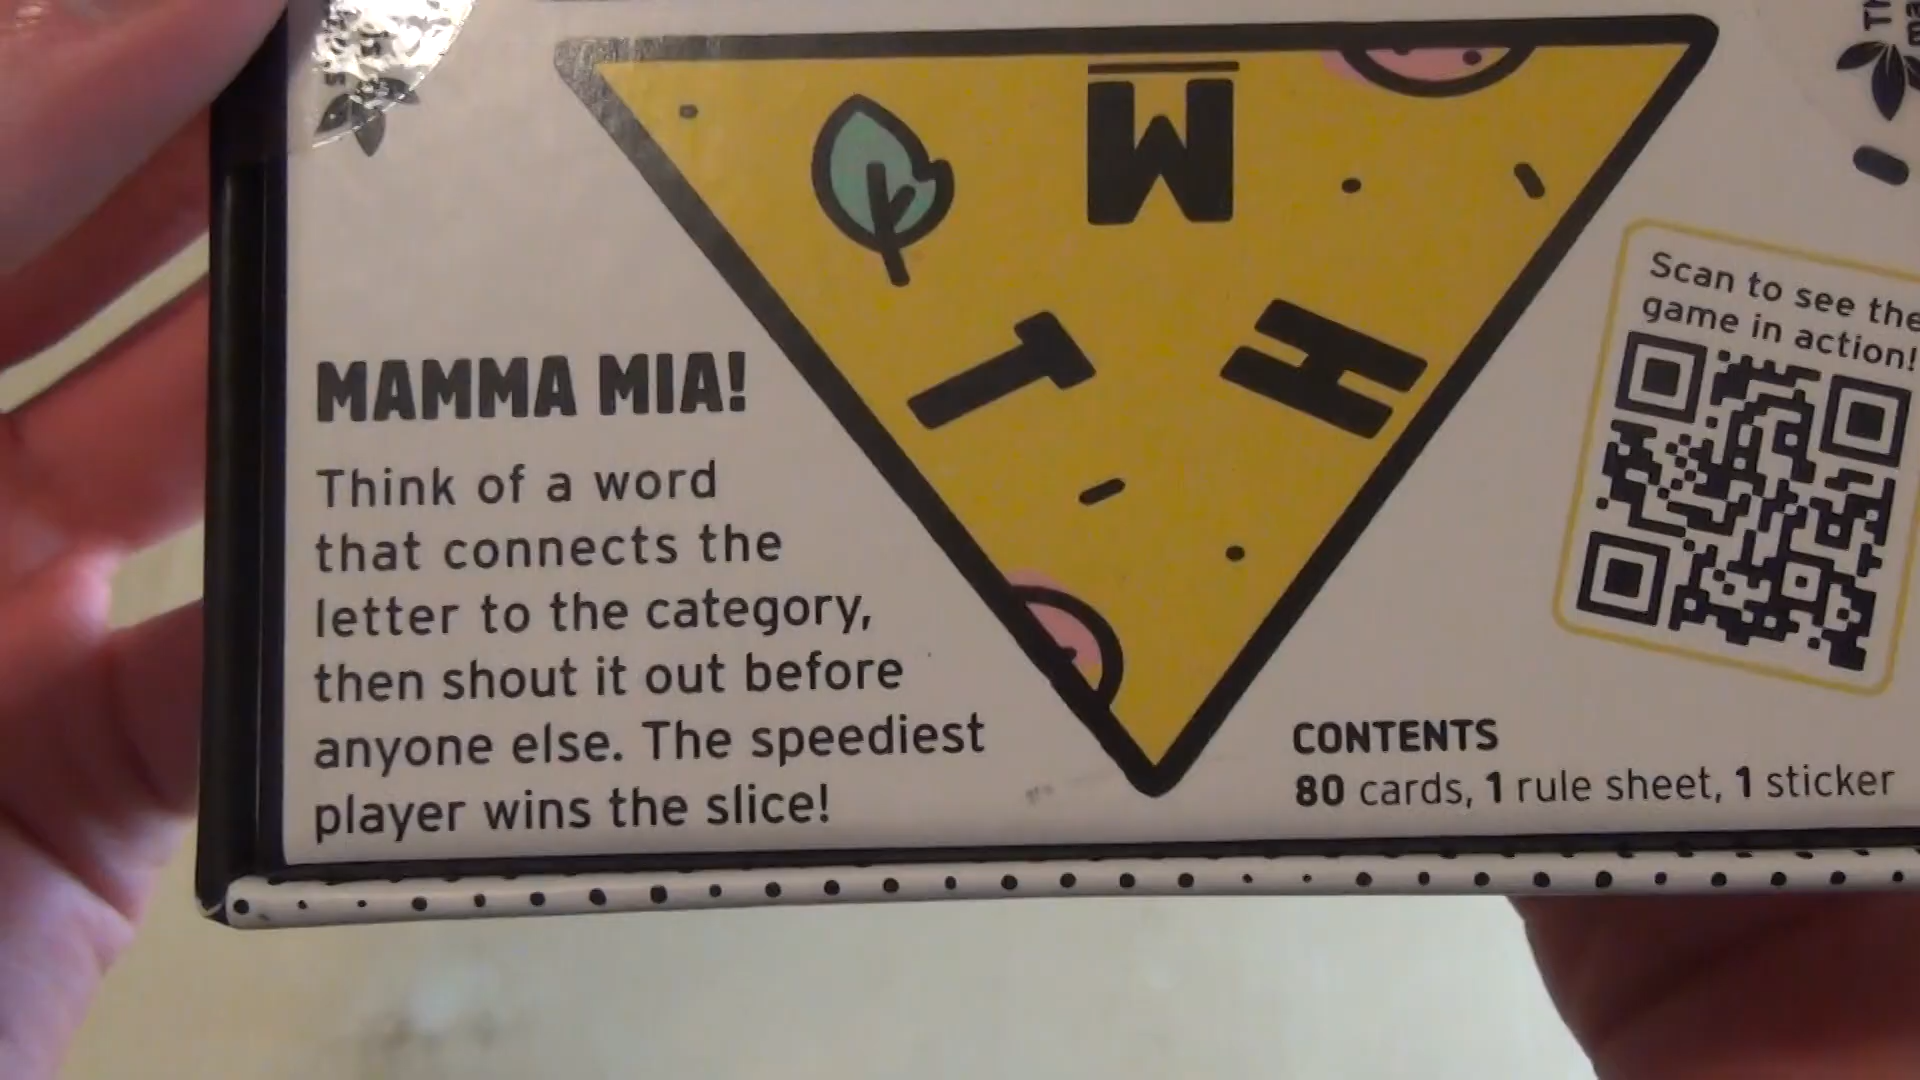 M
T
H
Scan to see the
game in action!
MAMMA MIA!
Think of a word
that connects the
letter to the category,
then shout it out before
anyone else. The speediest
player wins the slice!
CONTENTS
80 cards, 1 rule sheet, 1 sticker